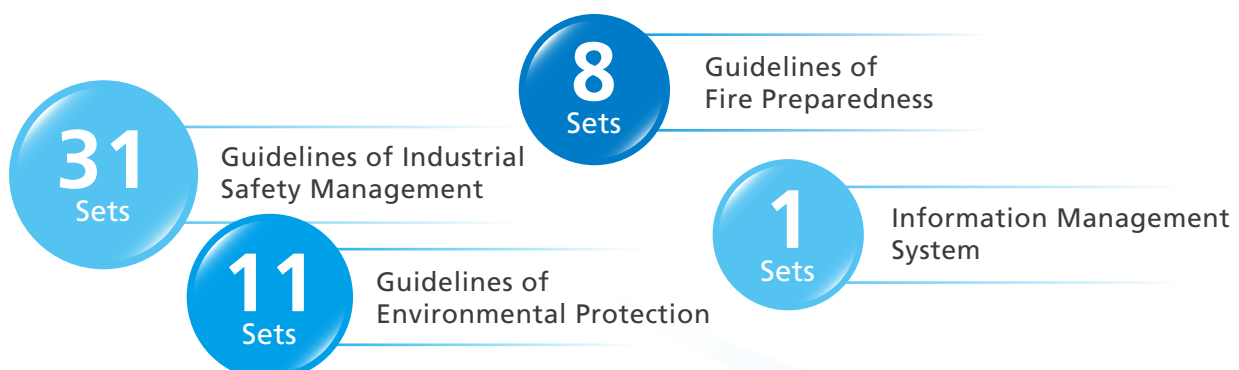 31
Sets
Guidelines of Industrial
Safety Management
11
Sets
Guidelines of
Environmental Protection
8
Sets
Guidelines of
Fire Preparedness
1
Sets
Information Management
System